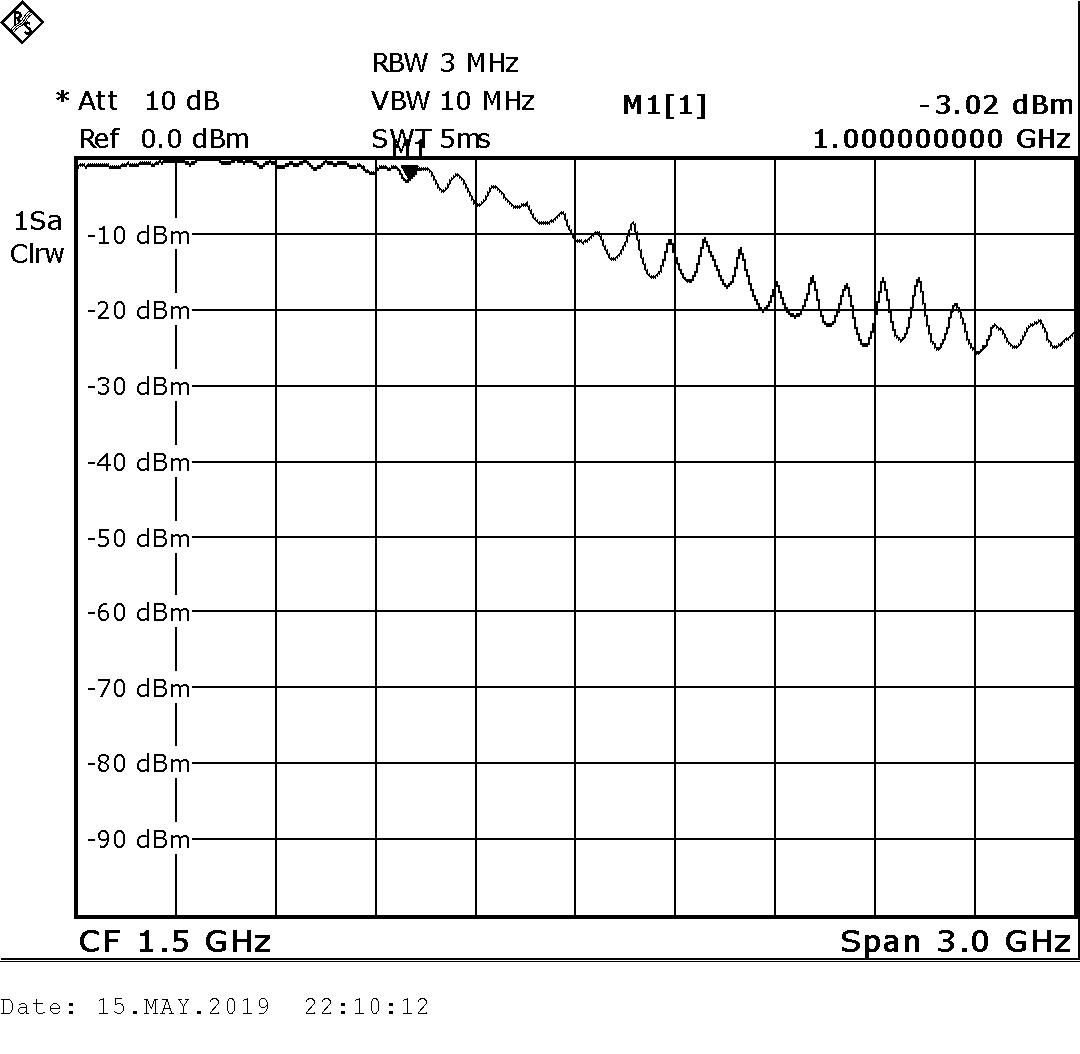 RS
RBW 3 MHz
* Att 10 dB VBW 10 MHz M1[1] -3.02 dBm
Ref 0.0 dBm SWT 5ms 1.000000000 GHz
M1
1Sa
Clrw
-10 dBm
-20 dBm
-30 dBm
-40 dBm
-50 dBm
-60 dBm
-70 dBm
-80 dBm
-90 dBm
CF 1.5 GHz Span 3.0 GHz
Date: 15.MAY.2019 22:10:12